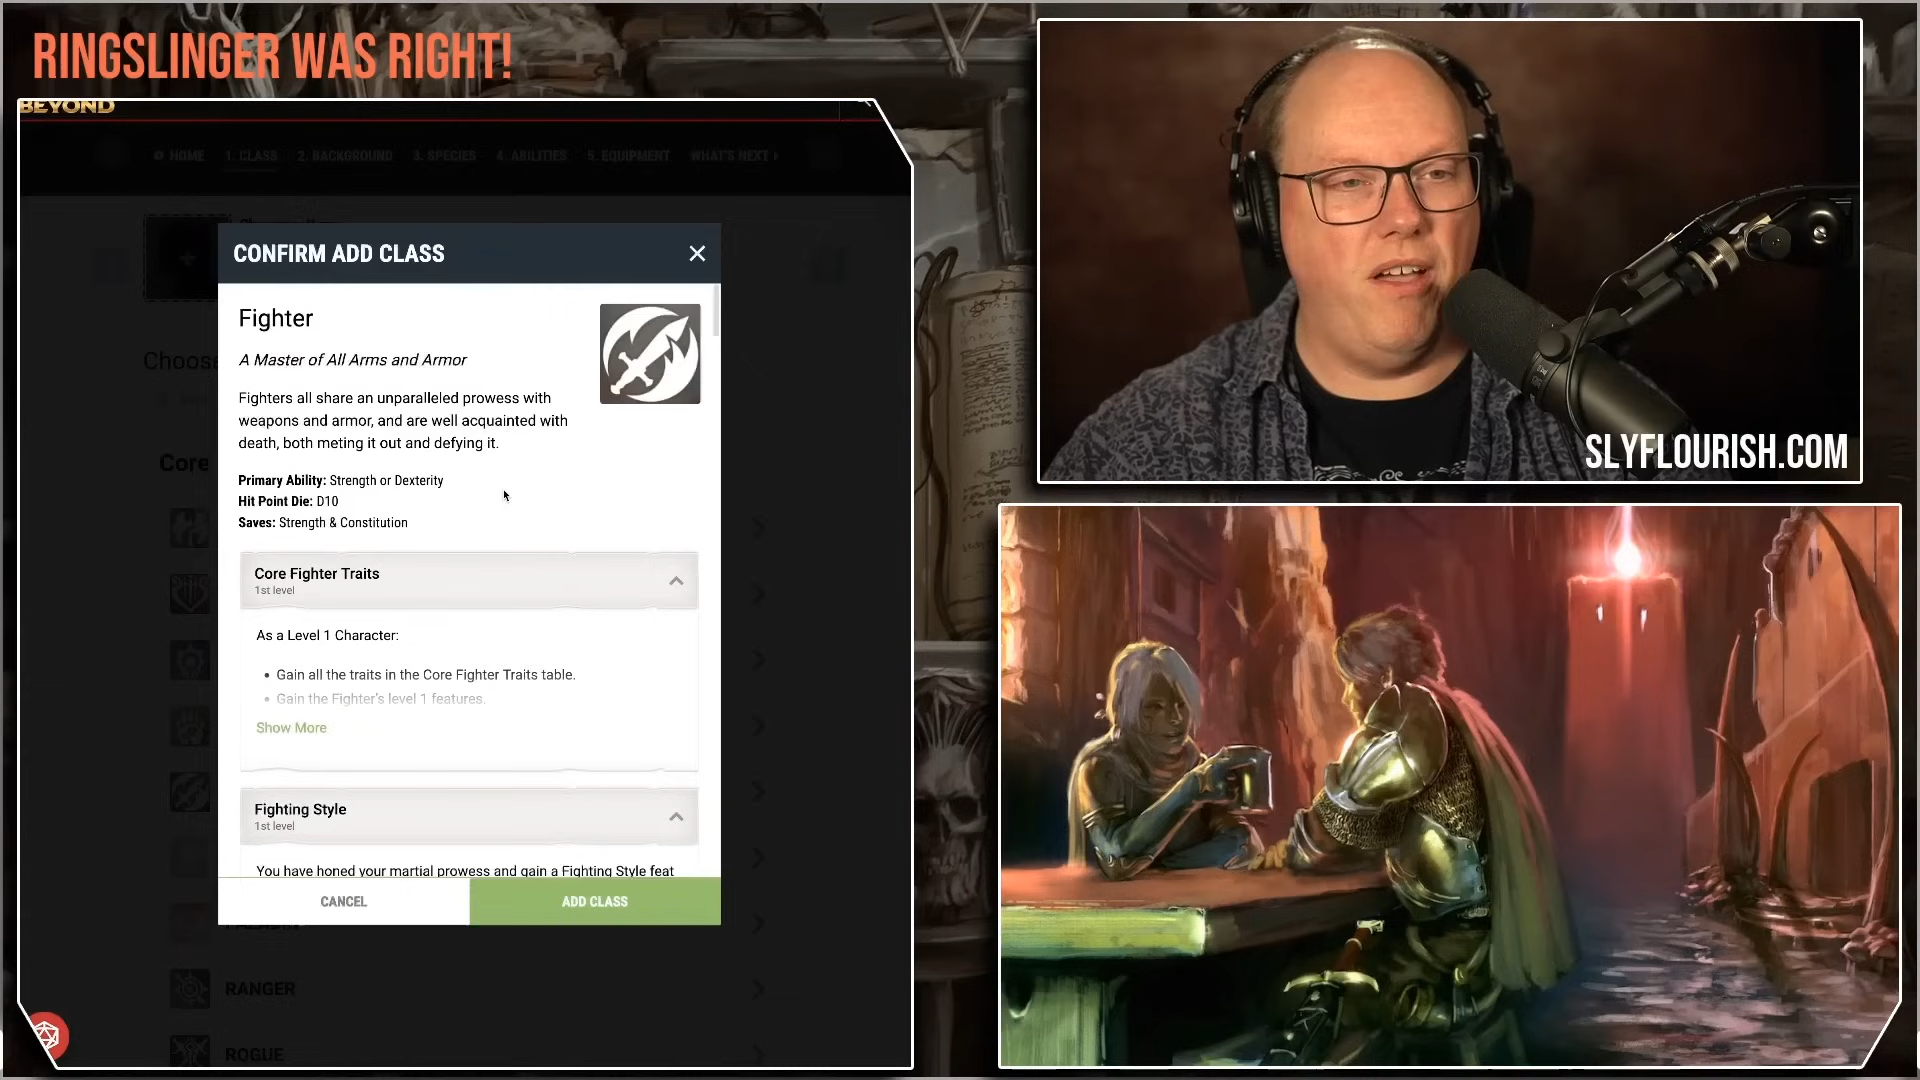 RINGSLINGER WAS RIGHT!
BEYOND
HOME 1. CLASS 2. BACKGROUND 3. SPECIES 4. ABILITIES 5. EQUIPMENT WHAT'S NEXT
CONFIRM ADD CLASS
Fighter
A Master of All Arms and Armor
Fighters all share an unparalleled prowess with
weapons and armor, and are well acquainted with
death, both meting it out and defying it.
Primary Ability: Strength or Dexterity
Hit Point Die: D10
Saves: Strength & Constitution
Core Fighter Traits
1st level
As a Level 1 Character:
• Gain all the traits in the Core Fighter Traits table.
• Gain the Fighter's level 1 features.
Show More
Fighting Style
1st level
You have honed your martial prowess and gain a Fighting Style feat
CANCEL
ADD CLASS
Core
RANGER
ROGUE
SLYFLOURISH.COM